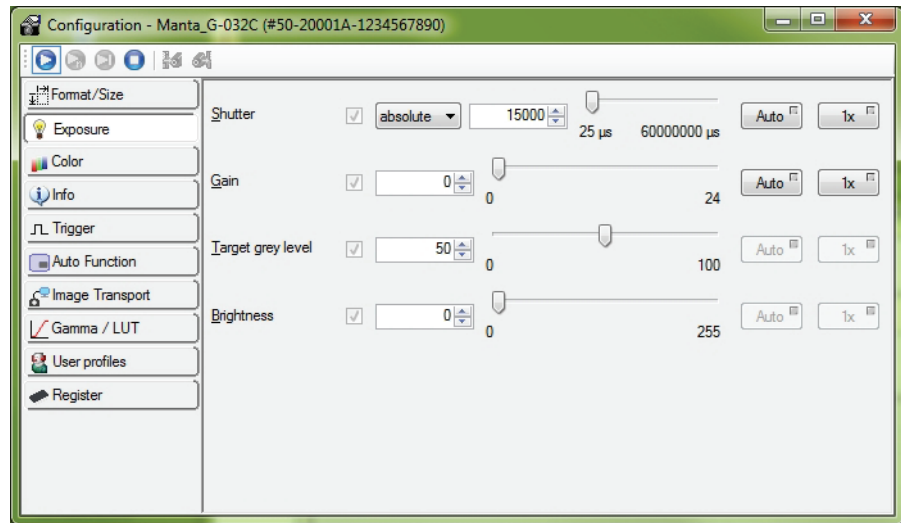 Configuration - Manta_G-032C (#50-20001A-1234567890)
Format/Size
Exposure
Color
Info
Trigger
Auto Function
Image Transport
Gamma / LUT
User profiles
Register
Shutter absolute 15000 Auto 1x
25 µs 60000000 µs
Gain 0 Auto 1x
0 24
Target grey level 50 Auto 1x
0 100
Brightness 0 Auto 1x
0 255